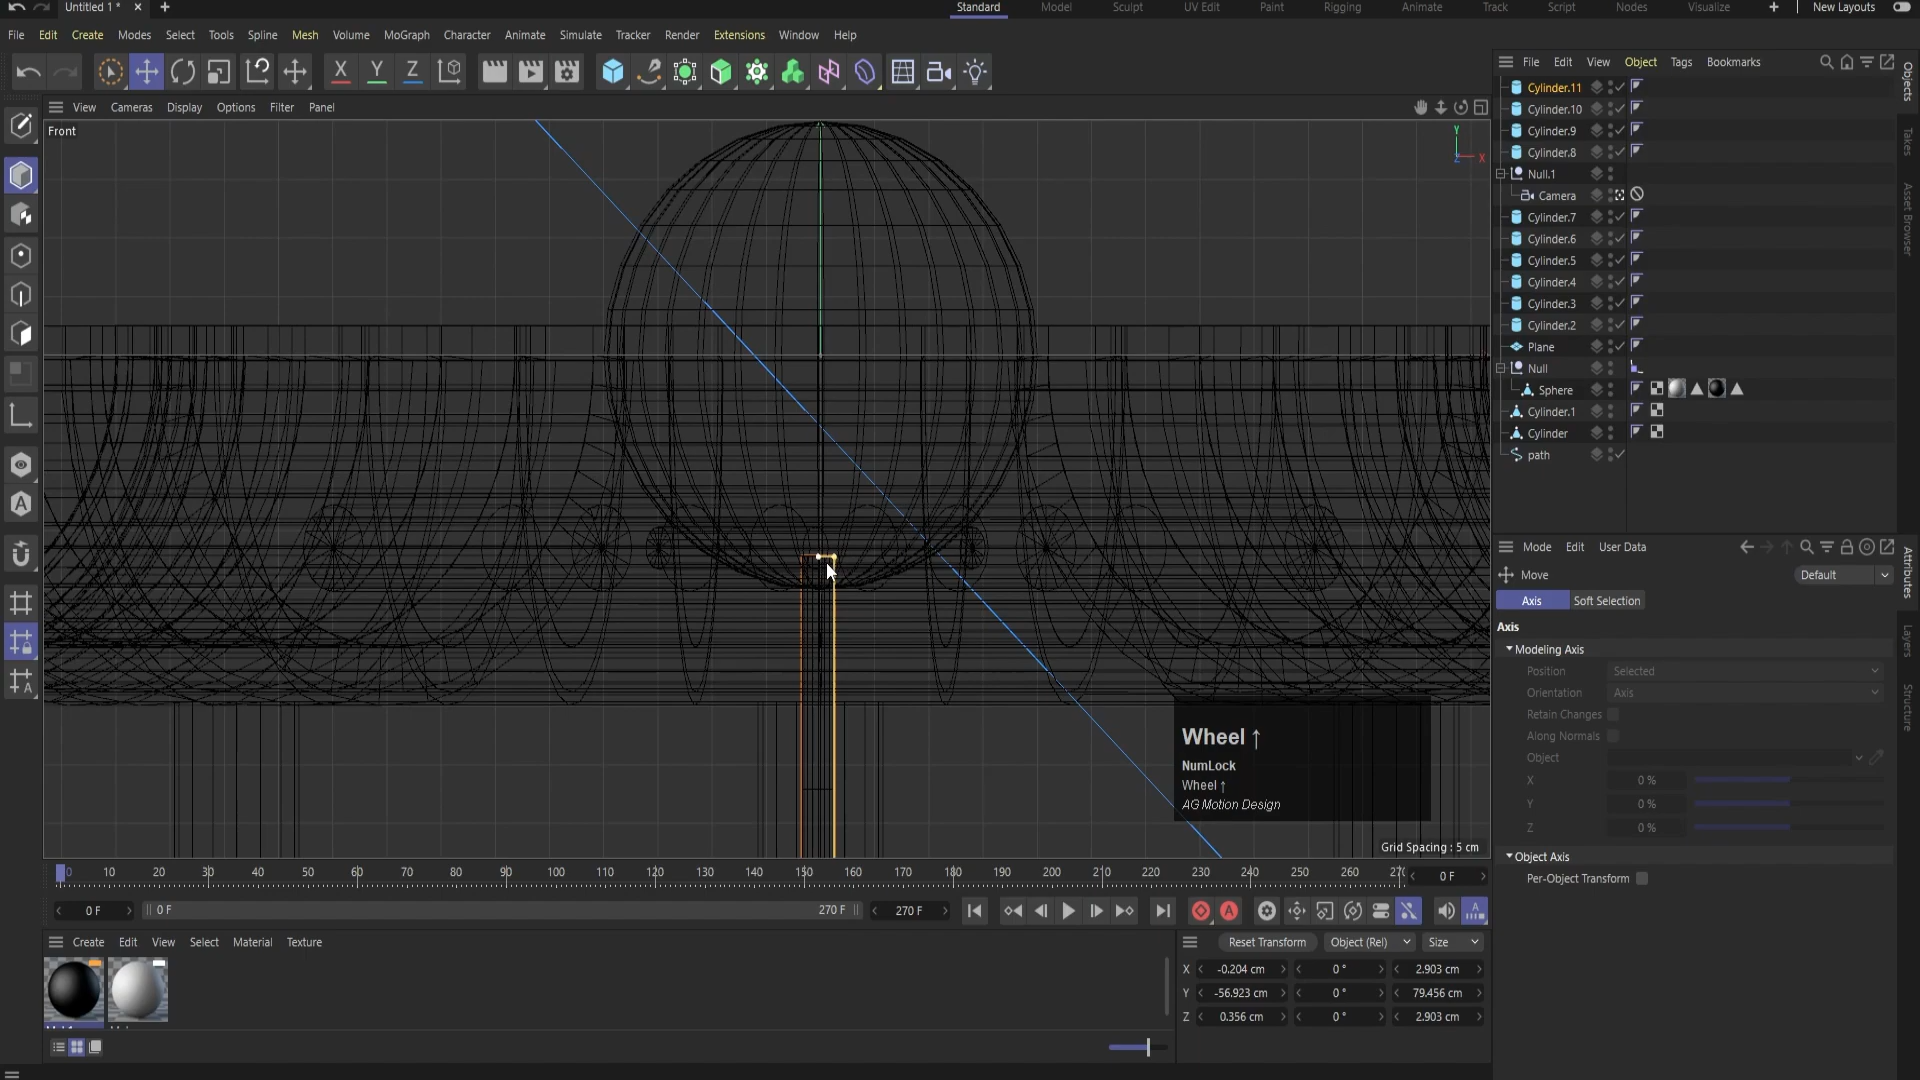 Untitled 1 *
Standard
Model
Sculpt
UV Edit
Paint
Rigging
Animate
Track
Script
Nodes
Visualize
New Layouts
File Edit Create Modes Select Tools Spline Mesh Volume MoGraph Character Animate Simulate Tracker Render Extensions Window Help
X Y Z
View Cameras Display Options Filter Panel
Front
Y
X
File Edit View Object Tags Bookmarks
Cylinder.11
Cylinder.10
Cylinder.9
Cylinder.8
Null.1
Camera
Cylinder.7
Cylinder.6
Cylinder.5
Cylinder.4
Cylinder.3
Cylinder.2
Plane
Null
Sphere
Cylinder.1
Cylinder
path
Objects
Takes
Asset Browser
Attributes
Layers
Structure
Mode Edit User Data
Move
Default
Axis
Soft Selection
Axis
Modeling Axis
Position Selected
Orientation Axis
Retain Changes
Along Normals
Object
X 0 %
Y 0 %
Z 0 %
Object Axis
Per-Object Transform
Wheel ↑
NumLock
Wheel ↑
AG Motion Design
Grid Spacing : 5 cm
0 10 20 30 40 50 60 70 80 90 100 110 120 130 140 150 160 170 180 190 200 210 220 230 240 250 260 27
0 F
0 F
0 F
270 F
270 F
Create Edit View Select Material Texture
Reset Transform
Object (Rel)
Size
X -0.204 cm 0 ° 2.903 cm
Y -56.923 cm 0 ° 79.456 cm
Z 0.356 cm 0 ° 2.903 cm